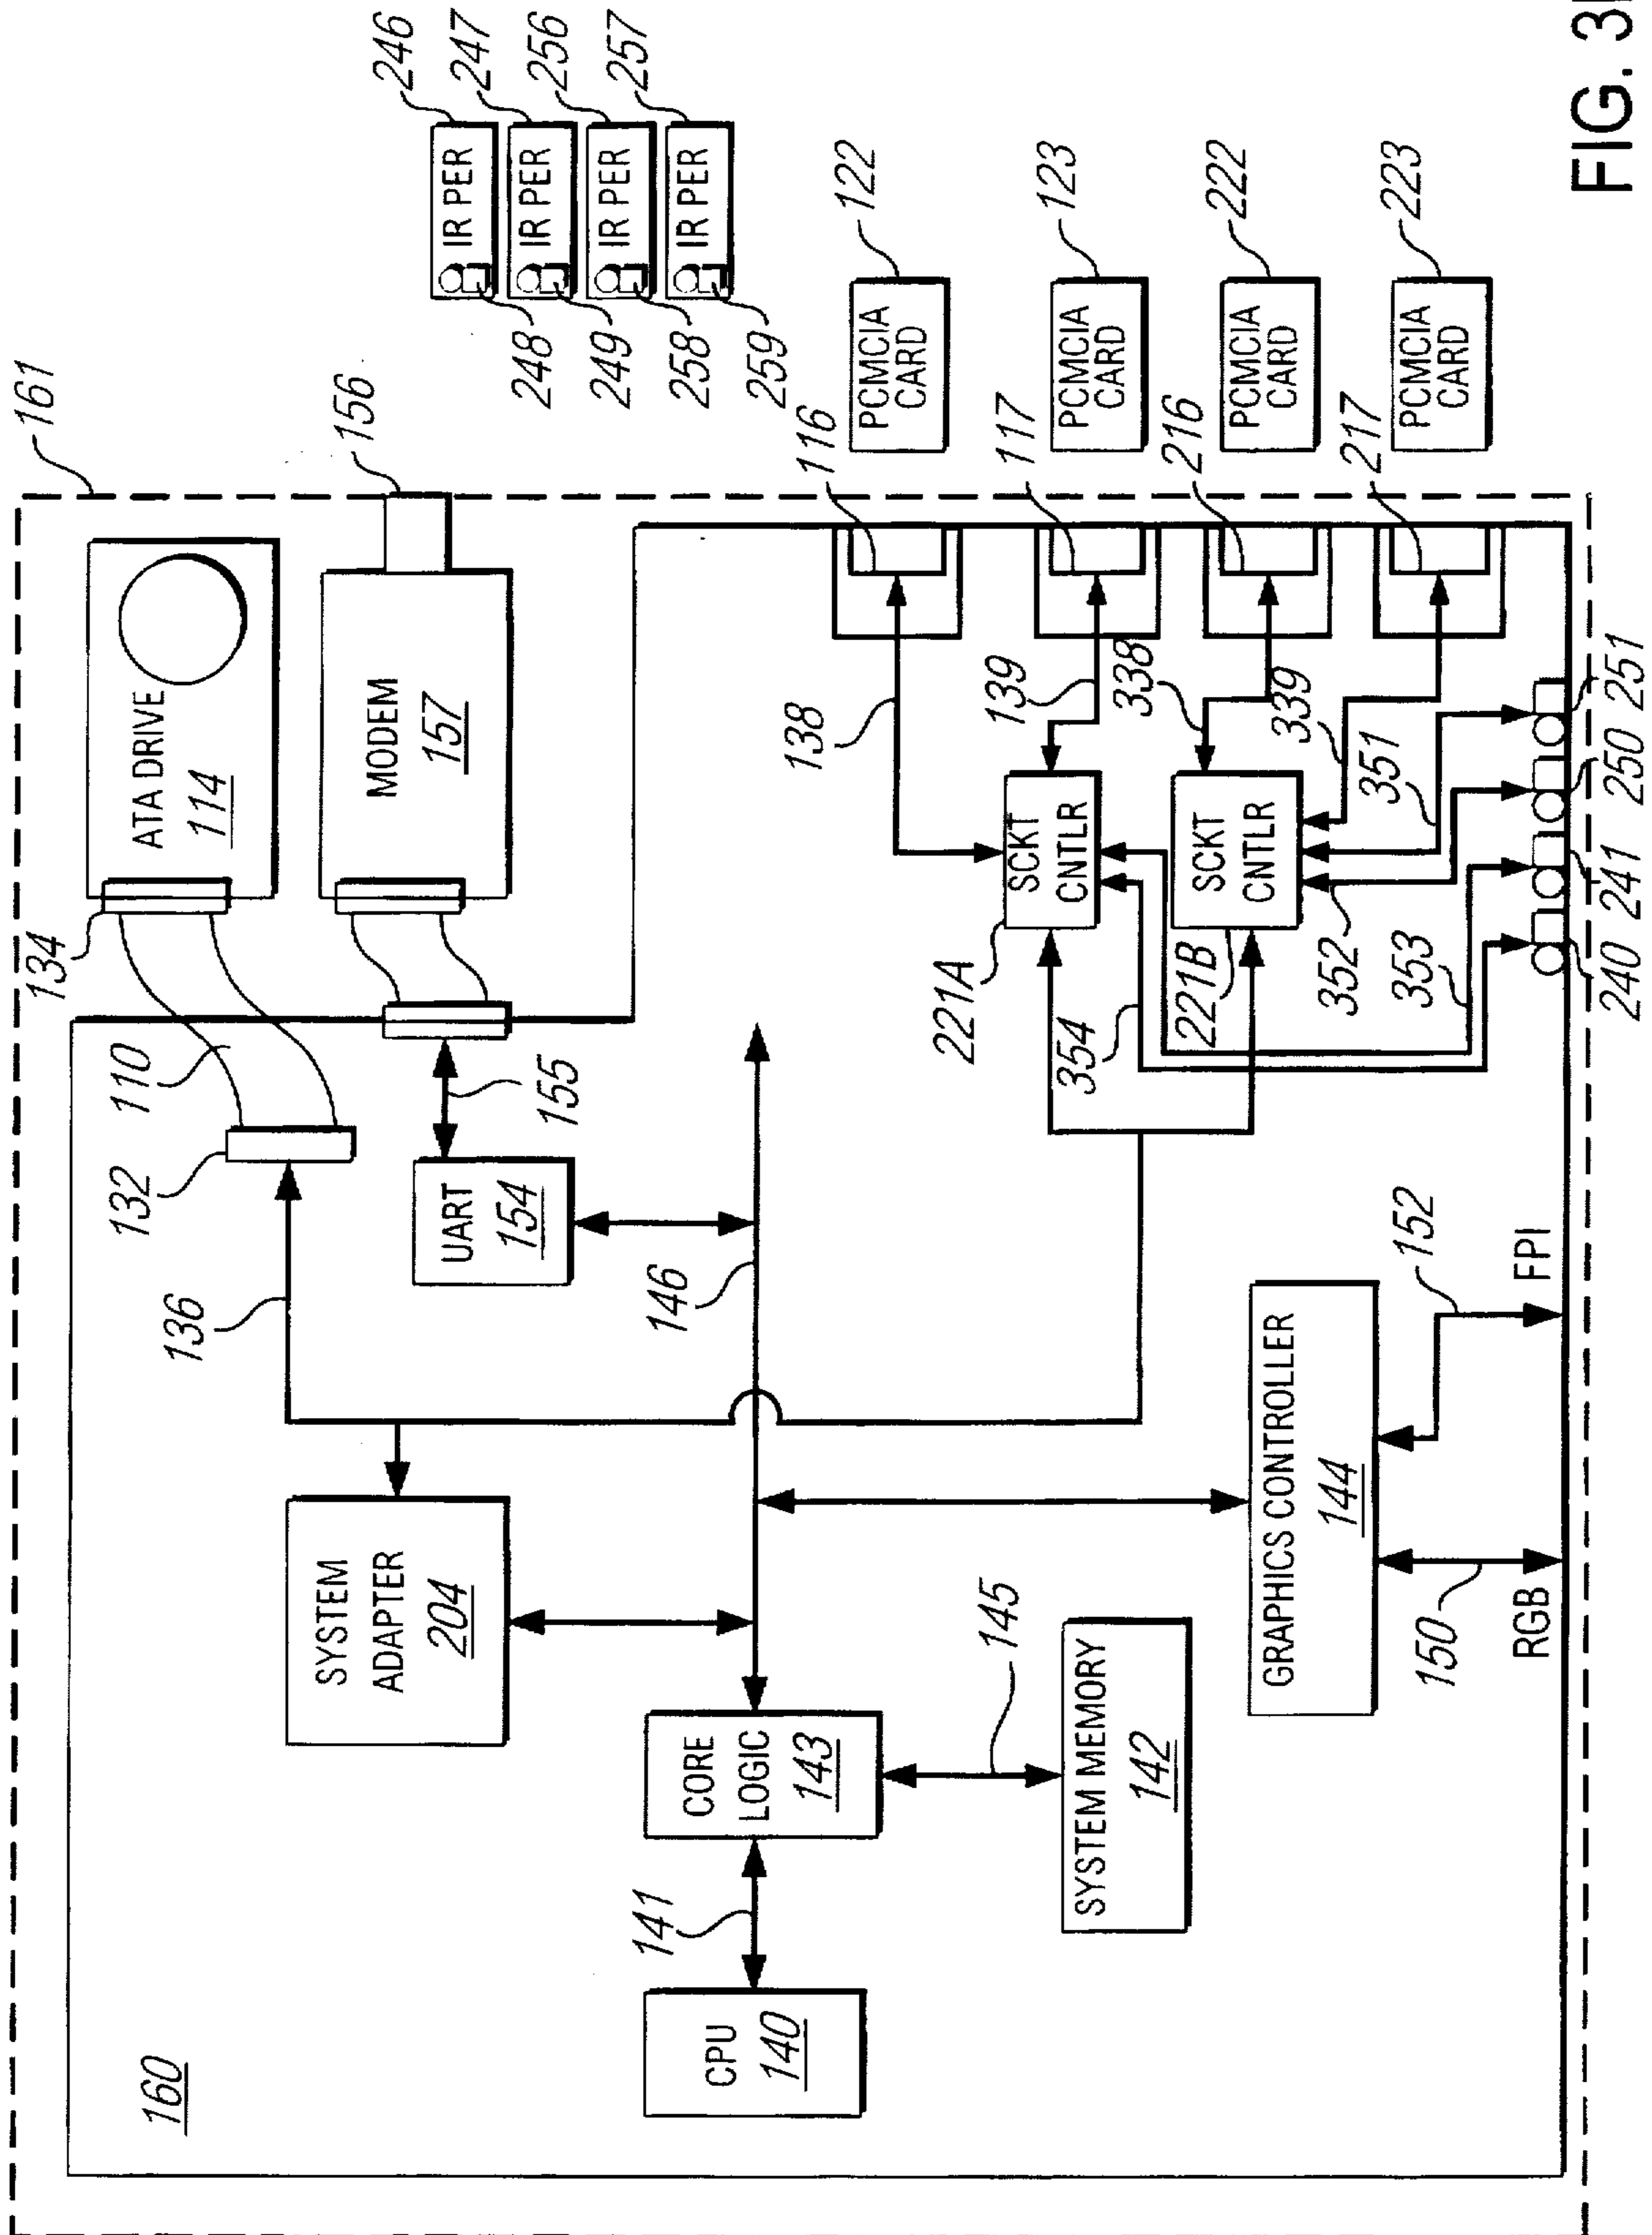 160
161
SYSTEM
ADAPTER
204
136
132
110
134
ATA DRIVE
114
MODEM
157
156
UART
154
155
146
CPU
140
141
CORE
LOGIC
143
145
SYSTEM MEMORY
142
GRAPHICS CONTROLLER
144
150
RGB
152
FPI
IR PER
246
248
IR PER
247
249
IR PER
256
258
IR PER
257
259
138
116
PCMCIA
CARD
122
221A
SCKT
CNTLR
139
117
PCMCIA
CARD
123
354
221B
SCKT
CNTLR
338
216
PCMCIA
CARD
222
339
217
PCMCIA
CARD
223
352
351
353
240
241
250
251
FIG. 3